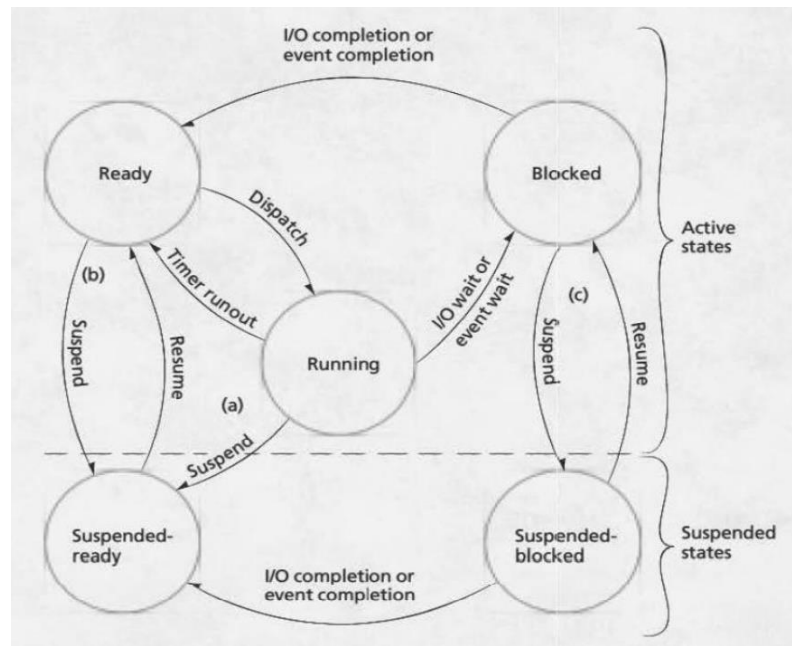 I/O completion or
event completion
Ready
Blocked
Dispatch
Timer runout
I/O wait or
event wait
Active
states
(b)
(c)
Suspend
Resume
Running
Suspend
Resume
(a)
Suspend
Suspended-
ready
Suspended-
blocked
Suspended
states
I/O completion or
event completion